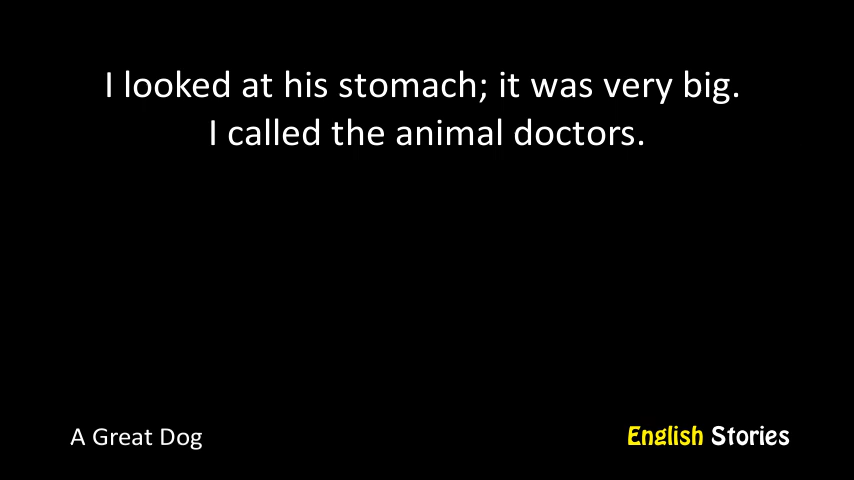 I looked at his stomach; it was very big.
I called the animal doctors.
A Great Dog
English Stories